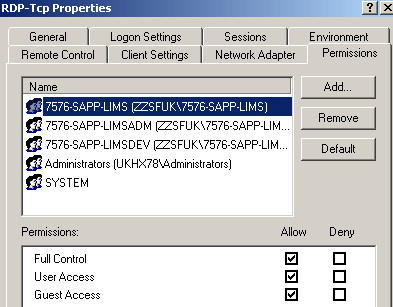 RDP-Tcp Properties
General Logon Settings Sessions Environment
Remote Control Client Settings Network Adapter Permissions
Name
Add...
7576-SAPP-LIMS (ZZSFUK\7576-SAPP-LIMS)
7576-SAPP-LIMSADM (ZZSFUK\7576-SAPP-LIM...
Remove
7576-SAPP-LIMSDEV (ZZSFUK\7576-SAPP-LIM...
Default
Administrators (UKHX78\Administrators)
SYSTEM
Permissions: Allow Deny
Full Control
User Access
Guest Access